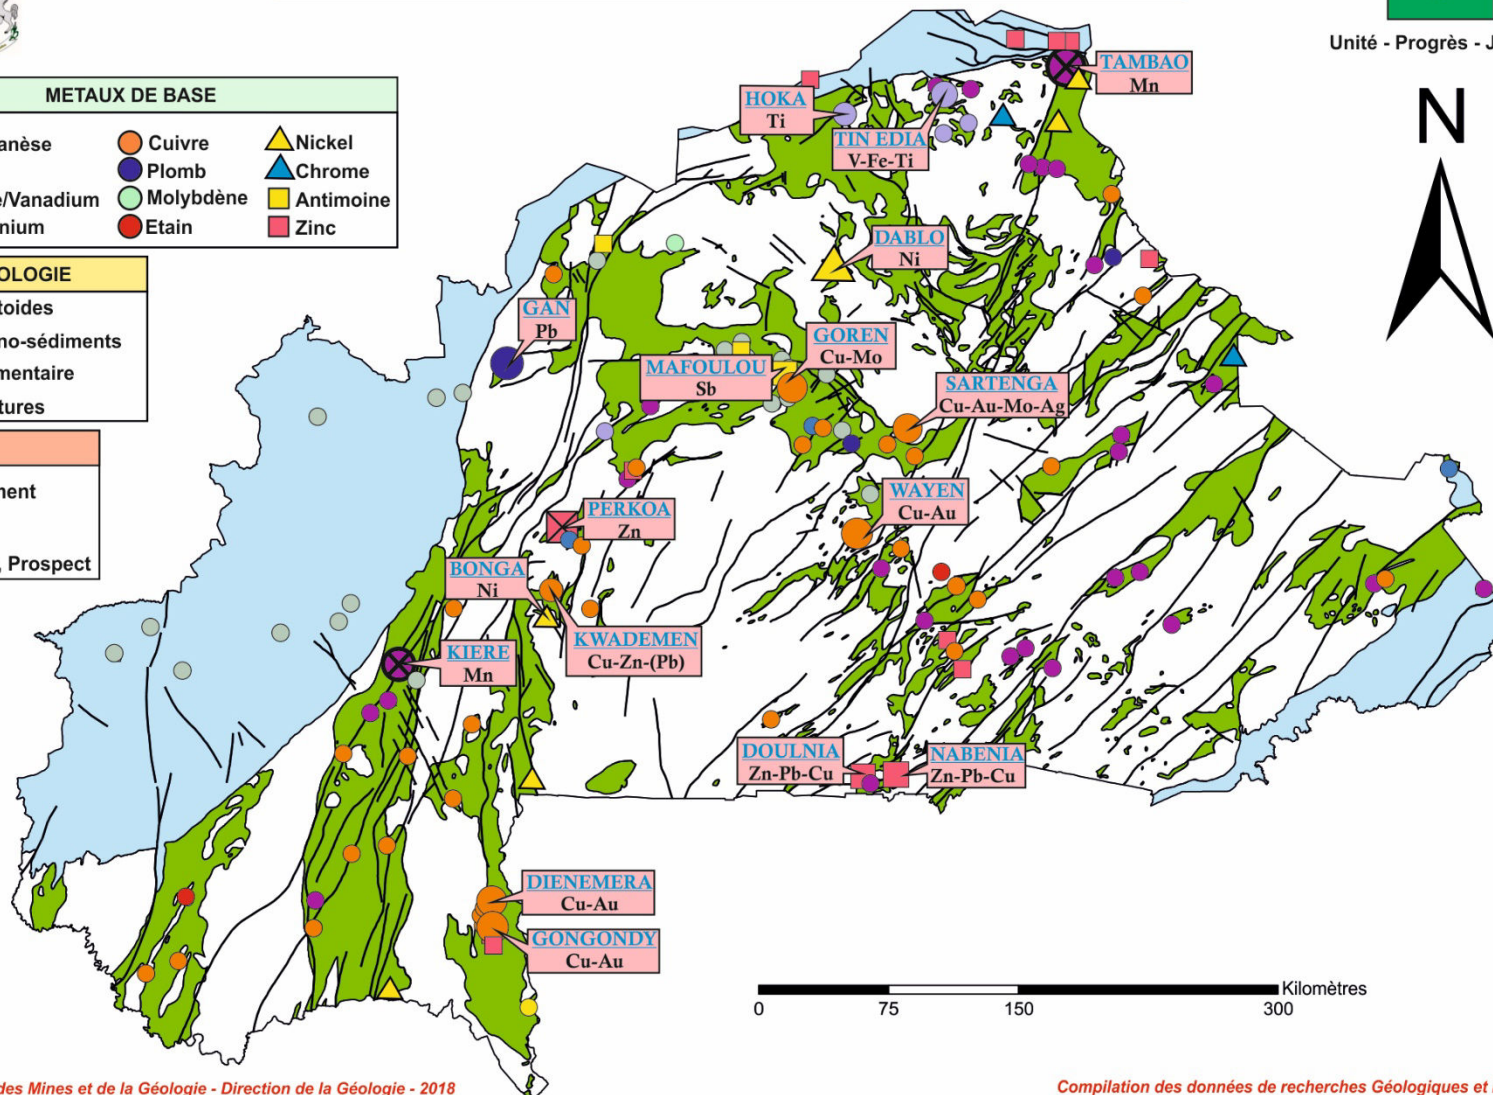 Unité - Progrès - J
METAUX DE BASE
anèse
Cuivre
Nickel
Plomb
Chrome
e/Vanadium
Molybdène
Antimoine
nium
Etain
Zinc
OLOGIE
toides
no-sédiments
mentaire
tures
ment
, Prospect
N
TAMBAO
Mn
HOKA
Ti
TIN EDIA
V-Fe-Ti
DABLO
Ni
GAN
Pb
GOREN
Cu-Mo
MAFOULOU
Sb
SARTENGA
Cu-Au-Mo-Ag
WAYEN
Cu-Au
PERKOA
Zn
BONGA
Ni
KWADEMEN
Cu-Zn-(Pb)
KIERE
Mn
DOULNIA
Zn-Pb-Cu
NABENIA
Zn-Pb-Cu
DIENEMERA
Cu-Au
GONGONDY
Cu-Au
Kilomètres
0 75 150 300
des Mines et de la Géologie - Direction de la Géologie - 2018
Compilation des données de recherches Géologiques et